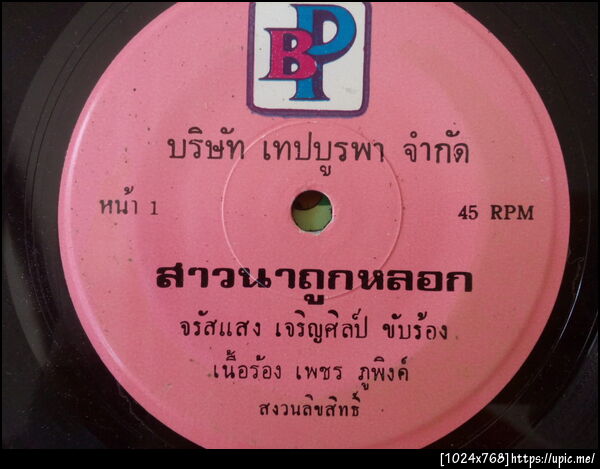 BP
บริษัท เทปบูรพา จำกัด
หน้า 1
45 RPM
สาวนาถูกหลอก
จรัสแสง เจริญศิลป์ ขับร้อง
เนื้อร้อง เพชร ภูพิงค์
สงวนลิขสิทธิ์
[1024x768]https://upic.me/